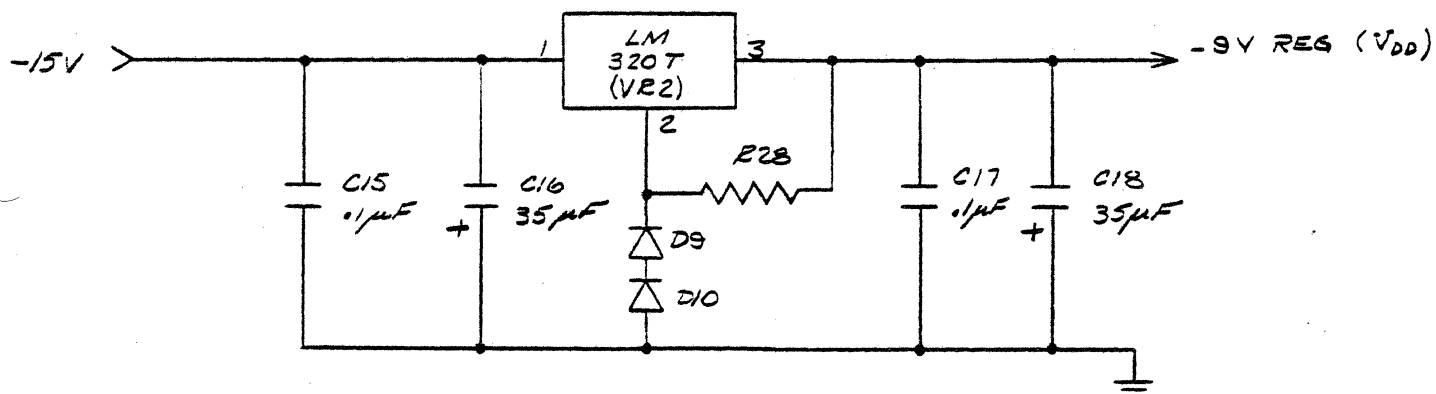 -15V
1
LM
320T
(VR2)
3
-9V REG (VDD)
2
R28
C15
.1µF
C16
35µF
+
D9
D10
C17
.1µF
C18
35µF
+